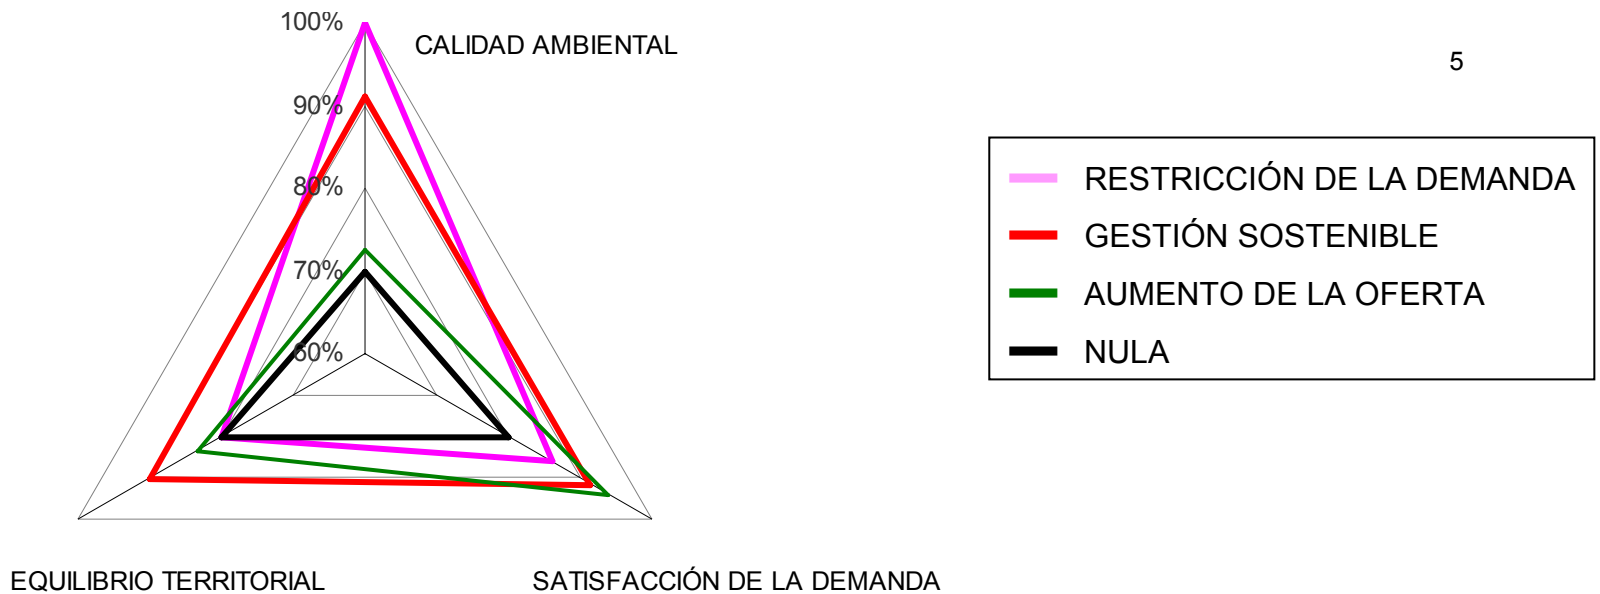 100%
CALIDAD AMBIENTAL
5
90%
80%
70%
60%
RESTRICCIÓN DE LA DEMANDA
GESTIÓN SOSTENIBLE
AUMENTO DE LA OFERTA
NULA
EQUILIBRIO TERRITORIAL
SATISFACCIÓN DE LA DEMANDA